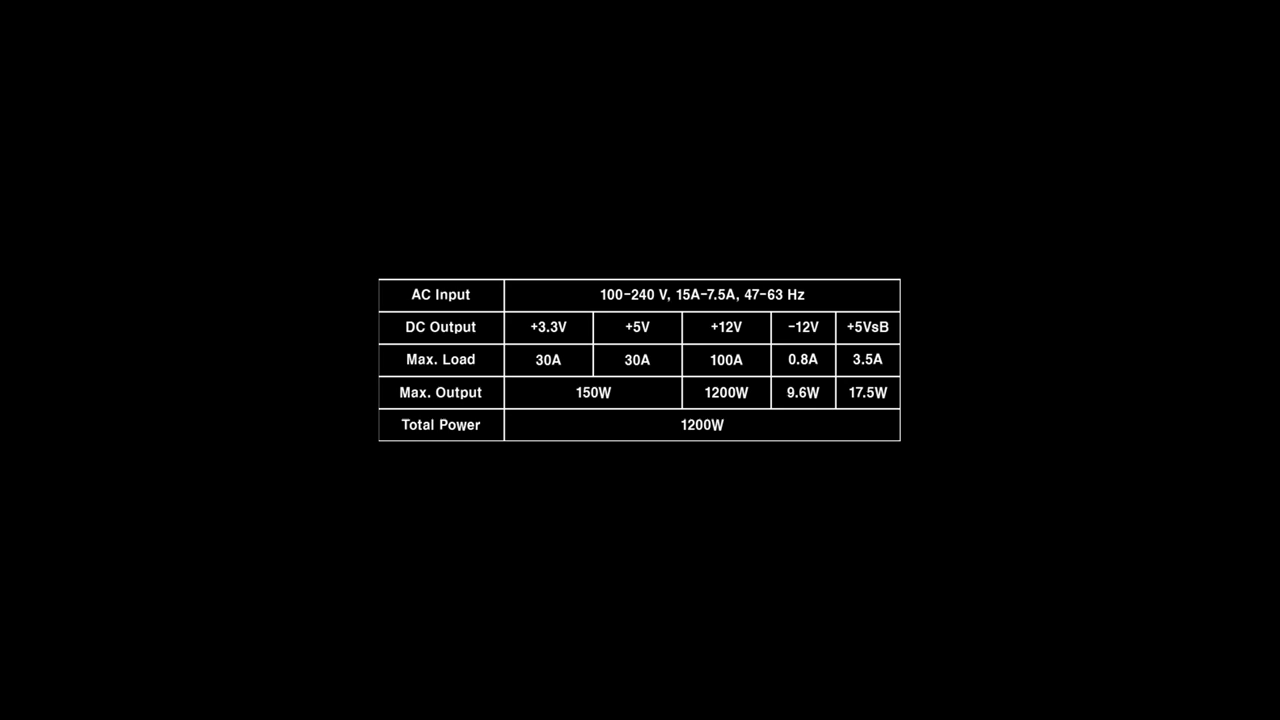 AC Input 100-240 V, 15A-7.5A, 47-63 Hz
DC Output +3.3V +5V +12V -12V +5VsB
Max. Load 30A 30A 100A 0.8A 3.5A
Max. Output 150W 1200W 9.6W 17.5W
Total Power 1200W